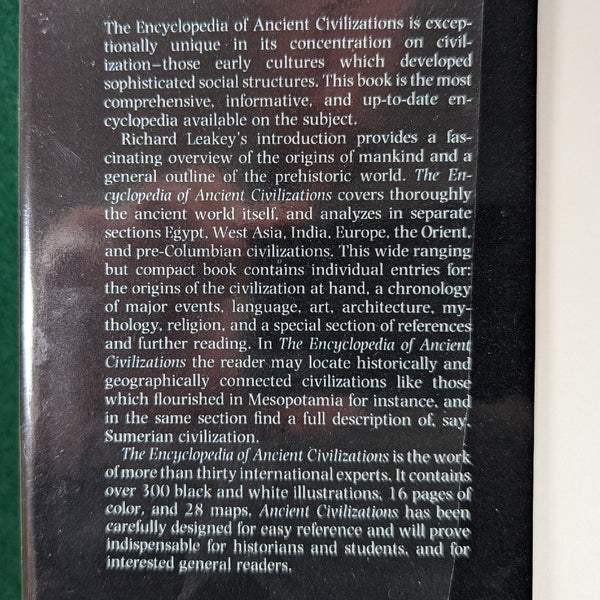 The Encyclopedia of Ancient Civilizations is excep-
tionally unique in its concentration on civil-
ization—those early cultures which developed
sophisticated social structures. This book is the most
comprehensive, informative, and up-to-date en-
cyclopedia available on the subject.
Richard Leakey's introduction provides a fas-
cinating overview of the origins of mankind and a
general outline of the prehistoric world. The En-
cyclopedia of Ancient Civilizations covers thoroughly
the ancient world itself, and analyzes in separate
sections Egypt, West Asia, India, Europe, the Orient,
and pre-Columbian civilizations. This wide ranging
but compact book contains individual entries for:
the origins of the civilization at hand, a chronology
of major events, language, art, architecture, my-
thology, religion, and a special section of references
and further reading. In The Encyclopedia of Ancient
Civilizations the reader may locate historically and
geographically connected civilizations like those
which flourished in Mesopotamia for instance, and
in the same section find a full description of, say,
Sumerian civilization.
The Encyclopedia of Ancient Civilizations is the work
of more than thirty international experts. It contains
over 300 black and white illustrations, 16 pages of
color, and 28 maps. Ancient Civilizations has been
carefully designed for easy reference and will prove
indispensable for historians and students, and for
interested general readers.